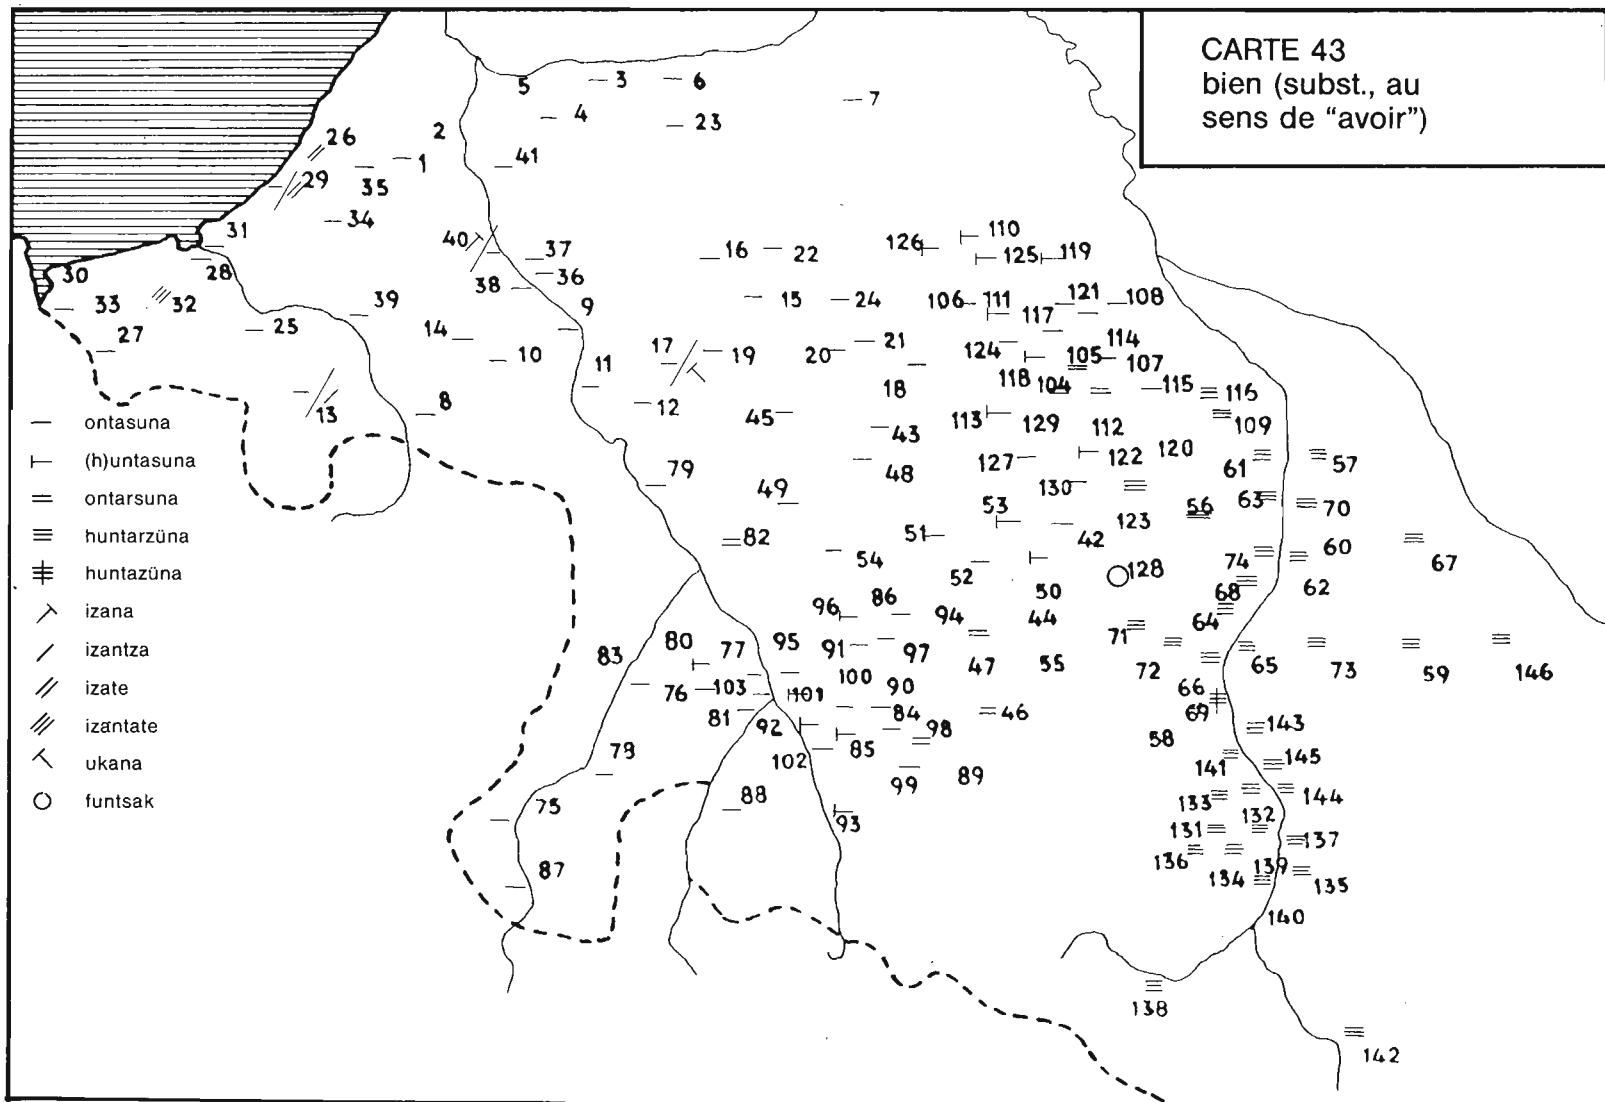 CARTE 43
bien (subst., au
sens de “avoir”)
5 3 6
7
4 23
2
26 1 41
29 35
34
31 40 37 16 22 126 110 125 119
30 28 38 36
33 32 39 9 15 24 106 111 117 121 108
27 25 14 10 11 17 19 20 21 124 105 114 107
13 8 12 45 18 118 104 115 116
43 113 129 112 109
79 49 48 127 122 120 61 57
82 51 53 130 123 56 63 70
54 52 42 128 74 60 67
86 50 68 62
96 94 44 71 64
83 80 77 95 91 97 47 55 72 65 73 59 146
76 103 101 100 90 66
81 92 84 98 46 69 143
102 85 58 141 145
78 99 89
75 88 93 133 132 144
131 137
87 136 134 139 135
140
138
142
ontasuna
(h)untasuna
ontarsuna
huntarzüna
huntazüna
izana
izantza
izate
izantate
ukana
funtsak